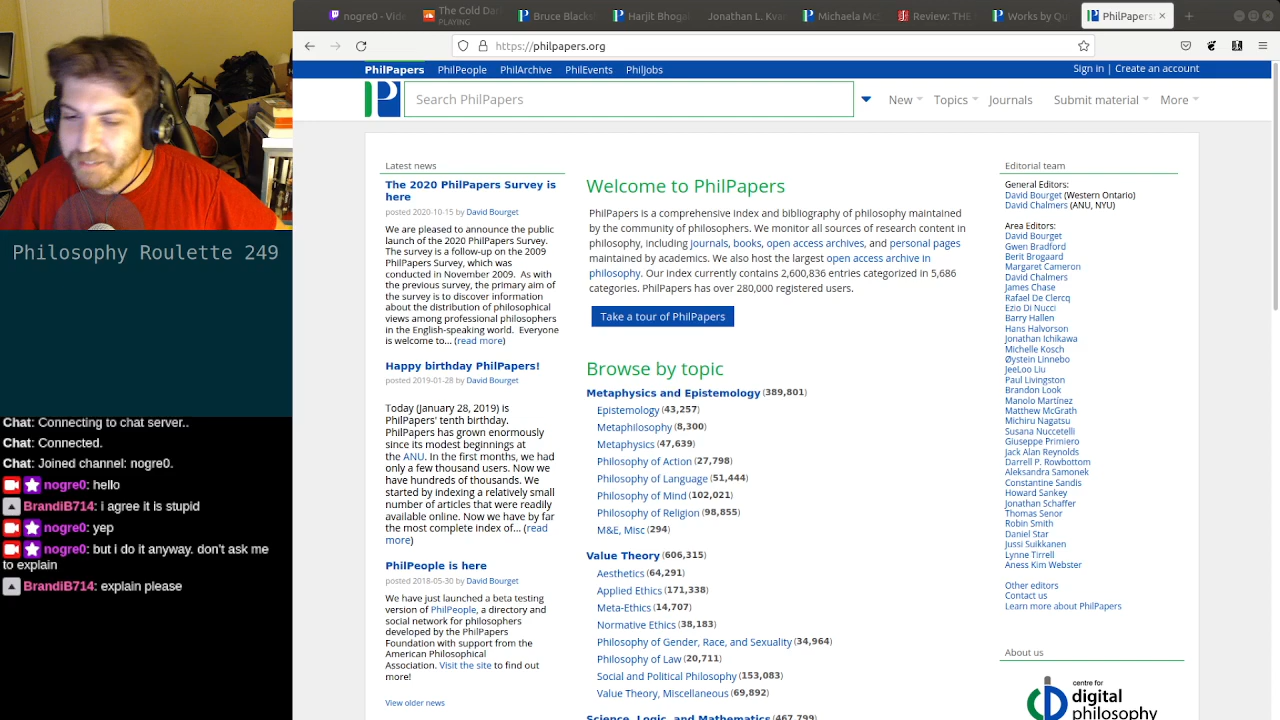 nogre0 - Vide
The Cold Dar
PLAYING
Bruce Blacks
Harjit Bhoga
Jonathan L. Kvan
Michaela Mc
Review: THE
Works by Qu
PhilPapers:
https://philpapers.org
PhilPapers
PhilPeople
PhilArchive
PhilEvents
PhilJobs
Sign in | Create an account
Search PhilPapers
New
Topics
Journals
Submit material
More
Philosophy Roulette 249
Chat: Connecting to chat server..
Chat: Connected.
Chat: Joined channel: nogre0.
nogre0: hello
BrandiB714: i agree it is stupid
nogre0: yep
nogre0: but i do it anyway. don't ask me
to explain
BrandiB714: explain please
Latest news
The 2020 PhilPapers Survey is
here
posted 2020-10-15 by David Bourget
We are pleased to announce the public
launch of the 2020 PhilPapers Survey.
The survey is a follow-up on the 2009
PhilPapers Survey, which was
conducted in November 2009. As with
the previous survey, the primary aim of
the survey is to discover information
about the distribution of philosophical
views among professional philosophers
in the English-speaking world. Everyone
is welcome to... (read more)
Happy birthday PhilPapers!
posted 2019-01-28 by David Bourget
Today (January 28, 2019) is
PhilPapers' tenth birthday.
PhilPapers has grown enormously
since its modest beginnings at
the ANU. In the first months, we had
only a few thousand users. Now we
have hundreds of thousands. We
started by indexing a relatively small
number of articles that were readily
available online. Now we have by far
the most complete index of... (read
more)
PhilPeople is here
posted 2018-05-30 by David Bourget
We have just launched a beta testing
version of PhilPeople, a directory and
social network for philosophers
developed by the PhilPapers
Foundation with support from the
American Philosophical
Association. Visit the site to find out
more!
View older news
Welcome to PhilPapers
PhilPapers is a comprehensive index and bibliography of philosophy maintained
by the community of philosophers. We monitor all sources of research content in
philosophy, including journals, books, open access archives, and personal pages
maintained by academics. We also host the largest open access archive in
philosophy. Our index currently contains 2,600,836 entries categorized in 5,686
categories. PhilPapers has over 280,000 registered users.
Take a tour of PhilPapers
Browse by topic
Metaphysics and Epistemology (389,801)
Epistemology (43,257)
Metaphilosophy (8,300)
Metaphysics (47,639)
Philosophy of Action (27,798)
Philosophy of Language (51,444)
Philosophy of Mind (102,021)
Philosophy of Religion (98,855)
M&E, Misc (294)
Value Theory (606,315)
Aesthetics (64,291)
Applied Ethics (171,338)
Meta-Ethics (14,707)
Normative Ethics (38,183)
Philosophy of Gender, Race, and Sexuality (34,964)
Philosophy of Law (20,711)
Social and Political Philosophy (153,083)
Value Theory, Miscellaneous (69,892)
Science, Logic, and Mathematics (467,799)
Editorial team
General Editors:
David Bourget (Western Ontario)
David Chalmers (ANU, NYU)
Area Editors:
David Bourget
Gwen Bradford
Berit Brogaard
Margaret Cameron
David Chalmers
James Chase
Rafael De Clercq
Ezio Di Nucci
Barry Hallen
Hans Halvorson
Jonathan Ichikawa
Michelle Kosch
Øystein Linnebo
JeeLoo Liu
Paul Livingston
Brandon Look
Manolo Martínez
Matthew McGrath
Michiru Nagatsu
Susana Nuccetelli
Giuseppe Primiero
Jack Alan Reynolds
Darrell P. Rowbottom
Aleksandra Samonek
Constantine Sandis
Howard Sankey
Jonathan Schaffer
Thomas Senor
Robin Smith
Daniel Star
Jussi Suikkanen
Lynne Tirrell
Aness Kim Webster
Other editors
Contact us
Learn more about PhilPapers
About us
centre for
digital
philosophy